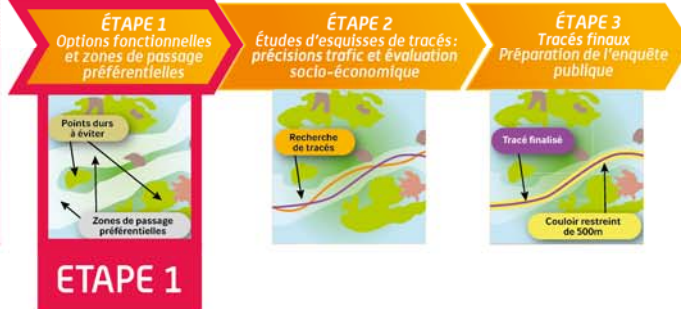 ÉTAPE 1
Options fonctionnelles
et zones de passage
préférentielles
ÉTAPE 2
Études d'esquisses de tracés :
précisions trafic et évaluation
socio-économique
ÉTAPE 3
Tracés finaux
Préparation de l'enquête
publique
Points durs
à éviter
Zones de passage
préférentielles
Recherche
de tracés
Tracé finalisé
Couloir restreint
de 500m
ETAPE 1